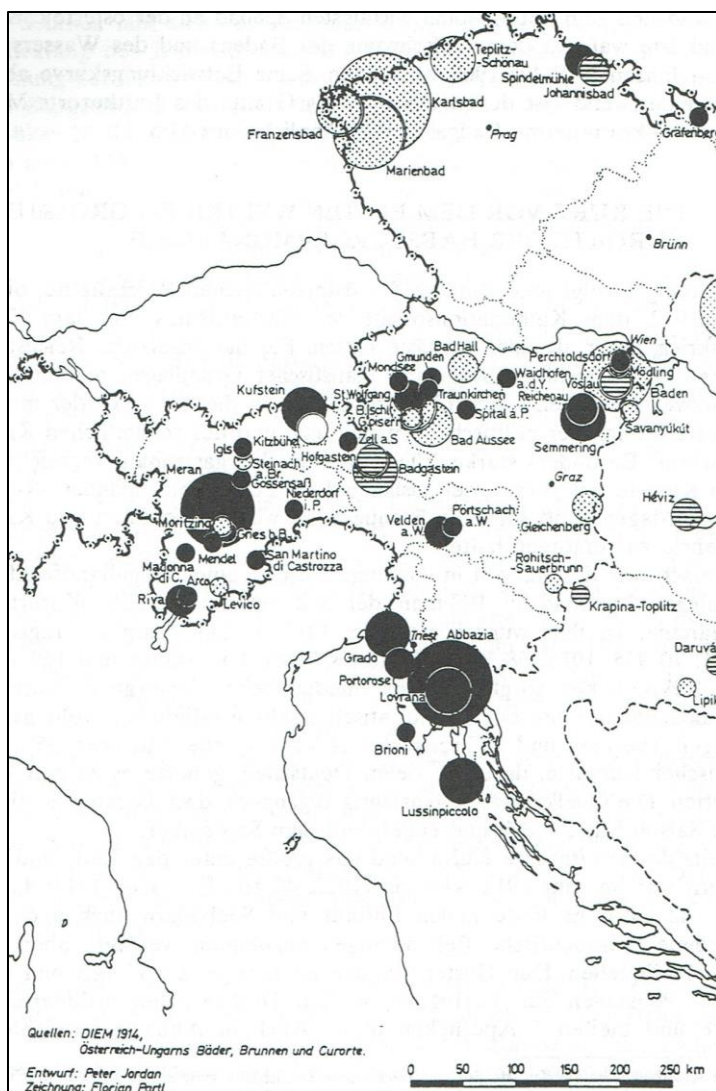 Teplitz
-Schönau
Spindelmühle
Johannisbad
Karlsbad
Franzensbad
Prag
Gräfenberg
Marienbad
Brünn
Wien
Bad Hall
Perchtoldsdorf
Gmunden
Mödling
Mondsee
Waidhofen
a.d.Y.
Vöslau
Baden
Kufstein
St.Wolfgang
Traunkirchen
Reichenau
B.Ischl
Spital a.P.
Savanyúkút
Goisern
Kitzbühel
Igls
Zell a.S
Bad Aussee
Semmering
Hofgastein
Steinach
a.Br.
Meran
Gossensaß
Badgastein
Graz
Hévíz
Niederdorf
i.P.
Moritzing
Pörtschach
a.W.
Velden
a.W.
Gleichenberg
Gries b.B.
Mendel
San Martino
di Castrozza
Madonna
di C.
Arco
Rohitsch
-Sauerbrunn
Riva
Levico
Krapina-Toplitz
Daruvá
Triest
Abbazia
Grado
Portorose
Lovrana
Lipik
Brioni
Lussinpiccolo
Quellen: DIEM 1914,
Österreich-Ungarns Bäder, Brunnen und Curorte.
Entwurf: Peter Jordan
Zeichnung: Florian Partl
0 50 100 150 200 250 km